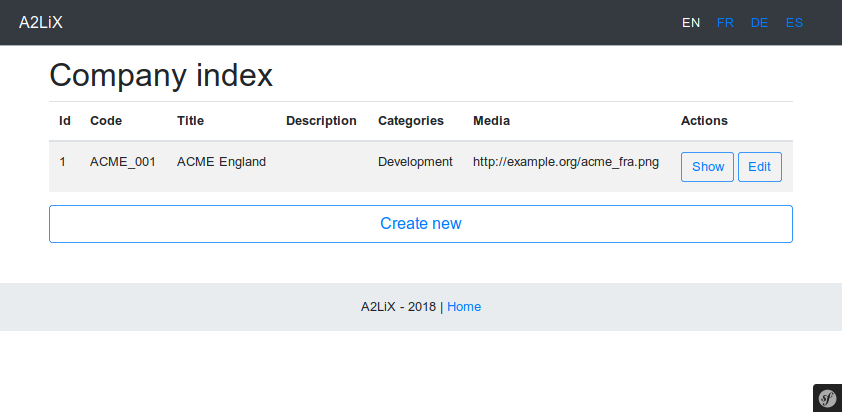 A2LiX EN FR DE ES
Company index
Id Code Title Description Categories Media Actions
1 ACME_001 ACME England Development http://example.org/acme_fra.png Show Edit
Create new
A2LiX - 2018 | Home
sf